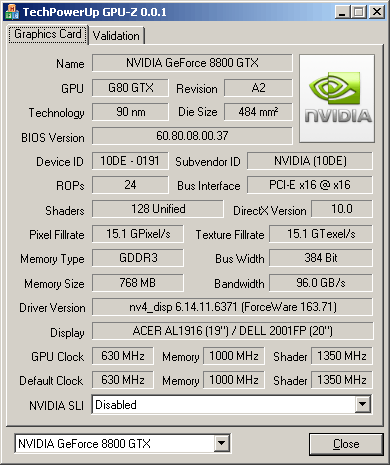 TechPowerUp GPU-Z 0.0.1
Graphics Card Validation
Name NVIDIA GeForce 8800 GTX
GPU G80 GTX Revision A2
Technology 90 nm Die Size 484 mm²
nVIDIA
BIOS Version 60.80.08.00.37
Device ID 10DE - 0191 Subvendor ID NVIDIA (10DE)
ROPs 24 Bus Interface PCI-E x16 @ x16
Shaders 128 Unified DirectX Version 10.0
Pixel Fillrate 15.1 GPixel/s Texture Fillrate 15.1 GTexel/s
Memory Type GDDR3 Bus Width 384 Bit
Memory Size 768 MB Bandwidth 96.0 GB/s
Driver Version nv4_disp 6.14.11.6371 (ForceWare 163.71)
Display ACER AL1916 (19") / DELL 2001FP (20")
GPU Clock 630 MHz Memory 1000 MHz Shader 1350 MHz
Default Clock 630 MHz Memory 1000 MHz Shader 1350 MHz
NVIDIA SLI Disabled
NVIDIA GeForce 8800 GTX Close